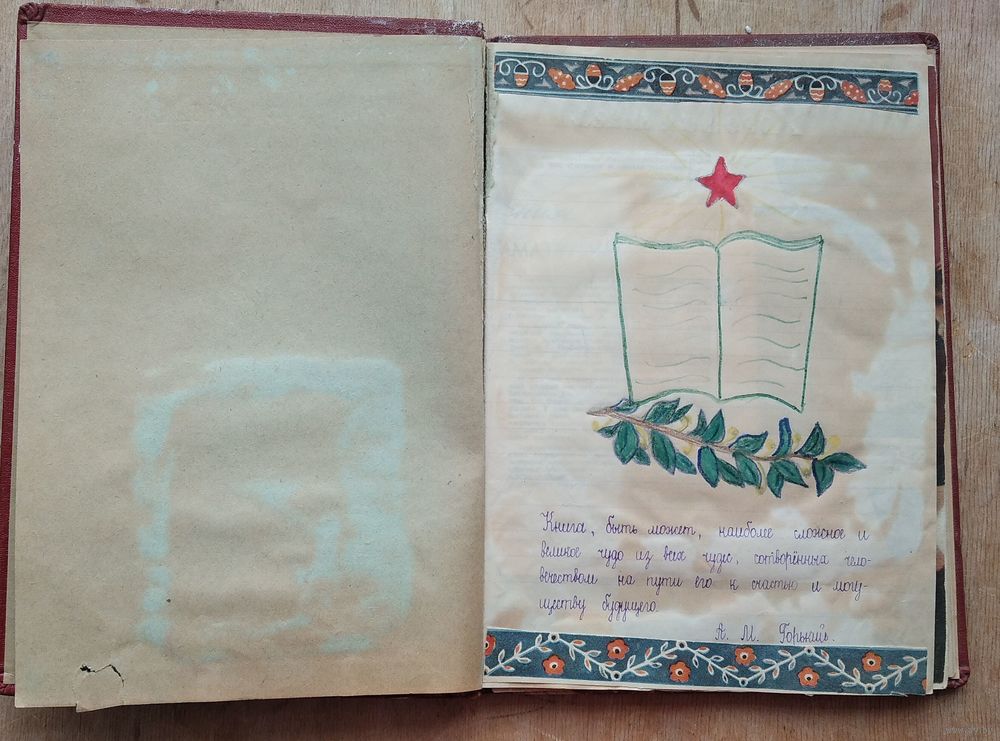 Книга, быть может, наиболее сложное и
великое чудо из всех чудес, сотворённых чело-
вечеством на пути его к счастью и могу-
ществу будущего.
А. М. Горький.